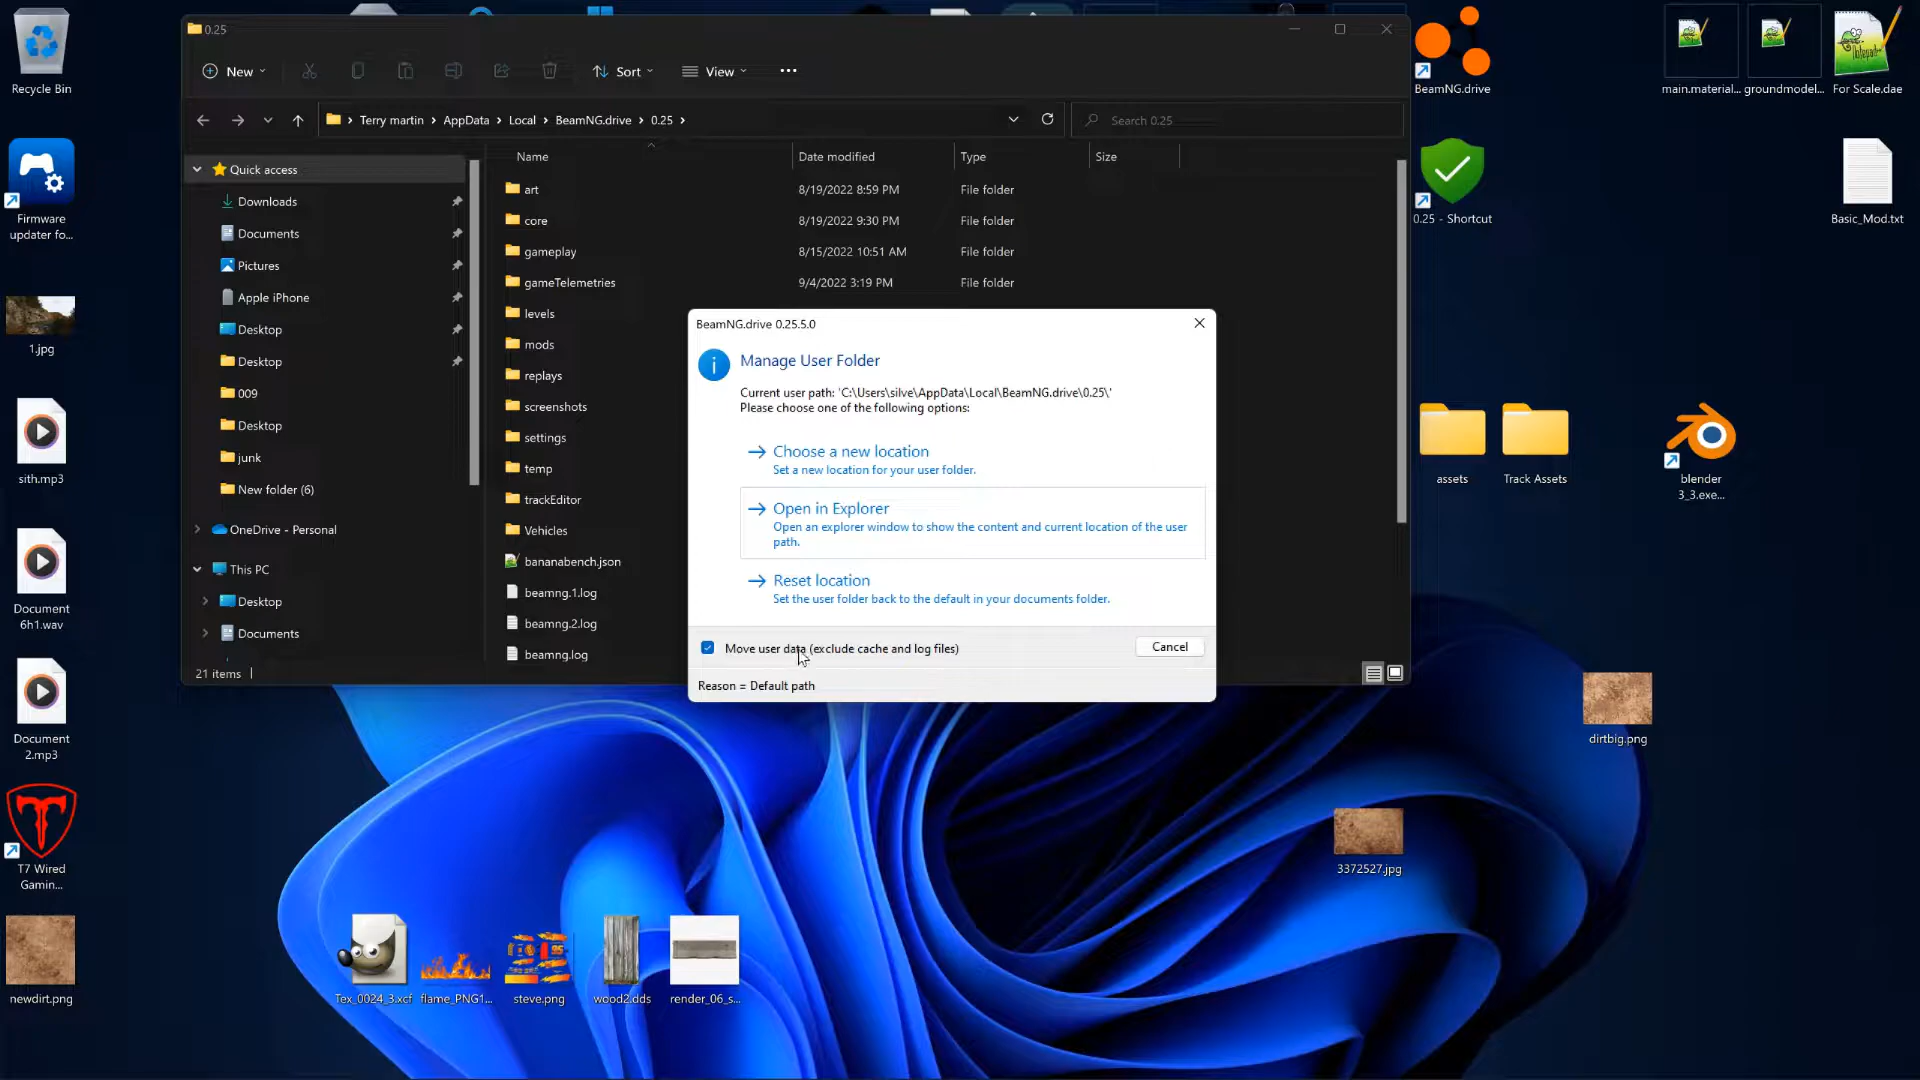 Recycle Bin
Firmware
updater fo...
1.jpg
sith.mp3
Document
6h1.wav
Document
2.mp3
T7 Wired
Gamin...
newdirt.png
0.25
New
Sort
View
Terry martin > AppData > Local > BeamNG.drive > 0.25 >
Search 0.25
Quick access
Downloads
Documents
Pictures
Apple iPhone
Desktop
Desktop
009
Desktop
junk
New folder (6)
OneDrive - Personal
This PC
Desktop
Documents
Name Date modified Type Size
art 8/19/2022 8:59 PM File folder
core 8/19/2022 9:30 PM File folder
gameplay 8/15/2022 10:51 AM File folder
gameTelemetries 9/4/2022 3:19 PM File folder
levels
mods
replays
screenshots
settings
temp
trackEditor
Vehicles
bananabench.json
beamng.1.log
beamng.2.log
beamng.log
21 items
BeamNG.drive 0.25.5.0
Manage User Folder
Current user path: 'C:\Users\silve\AppData\Local\BeamNG.drive\0.25\'
Please choose one of the following options:
Choose a new location
Set a new location for your user folder.
Open in Explorer
Open an explorer window to show the content and current location of the user
path.
Reset location
Set the user folder back to the default in your documents folder.
Move user data (exclude cache and log files)
Cancel
Reason = Default path
BeamNG.drive
main.material...
groundmodel...
For Scale.dae
0.25 - Shortcut
Basic_Mod.txt
assets
Track Assets
blender
3_3.exe...
dirtbig.png
3372527.jpg
Tex_0024_3.xcf
flame_PNG1...
steve.png
wood2.dds
render_06_s...